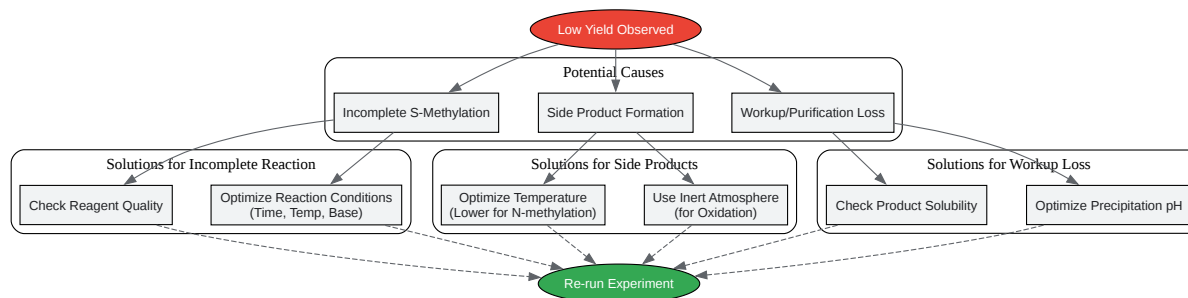 Low Yield Observed
Potential Causes
Incomplete S-Methylation
Side Product Formation
Workup/Purification Loss
Solutions for Incomplete Reaction
Solutions for Side Products
Solutions for Workup Loss
Check Reagent Quality
Optimize Reaction Conditions
(Time, Temp, Base)
Optimize Temperature
(Lower for N-methylation)
Use Inert Atmosphere
(for Oxidation)
Check Product Solubility
Optimize Precipitation pH
Re-run Experiment